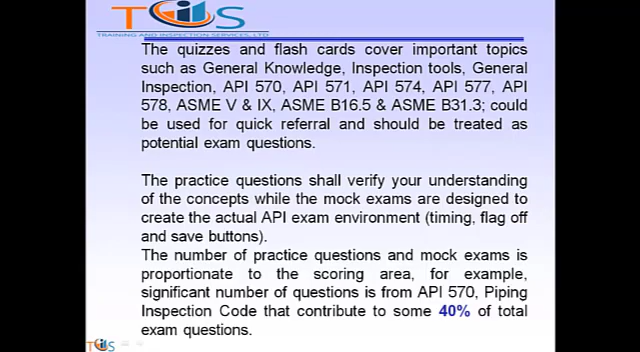 TIS
TRAINING AND INSPECTION SERVICES, LTD
The quizzes and flash cards cover important topics
such as General Knowledge, Inspection tools, General
Inspection, API 570, API 571, API 574, API 577, API
578, ASME V & IX, ASME B16.5 & ASME B31.3; could
be used for quick referral and should be treated as
potential exam questions.
The practice questions shall verify your understanding
of the concepts while the mock exams are designed to
create the actual API exam environment (timing, flag off
and save buttons).
The number of practice questions and mock exams is
proportionate to the scoring area, for example,
significant number of questions is from API 570, Piping
Inspection Code that contribute to some 40% of total
exam questions.
TIS